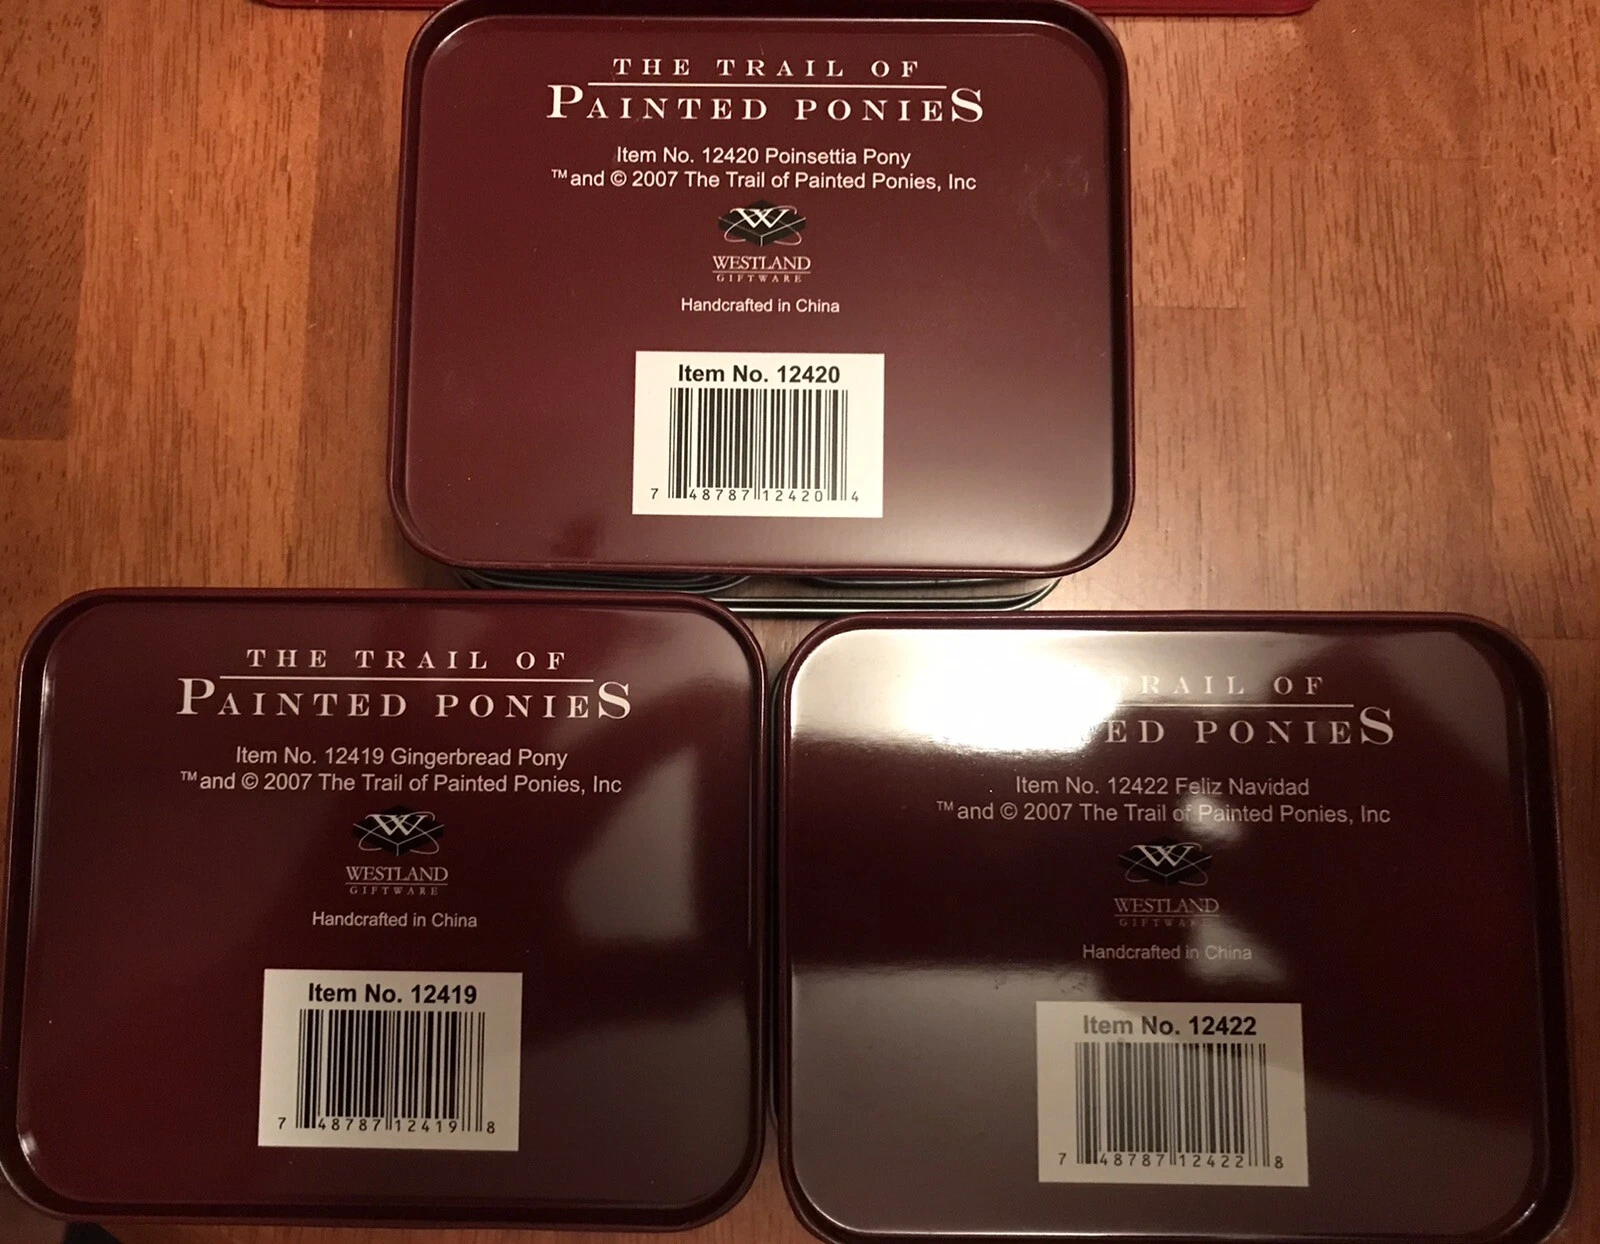 THE TRAIL OF
PAINTED PONIES
Item No. 12420 Poinsettia Pony
™ and © 2007 The Trail of Painted Ponies, Inc
W
WESTLAND
GIFTWARE
Handcrafted in China
Item No. 12420
7 48787 12420 4
THE TRAIL OF
PAINTED PONIES
Item No. 12419 Gingerbread Pony
™ and © 2007 The Trail of Painted Ponies, Inc
W
WESTLAND
GIFTWARE
Handcrafted in China
Item No. 12419
7 48787 12419 8
RAIL OF
ED PONIES
Item No. 12422 Feliz Navidad
™ and © 2007 The Trail of Painted Ponies, Inc
W
WESTLAND
GIFTWARE
Handcrafted in China
Item No. 12422
7 48787 12422 8